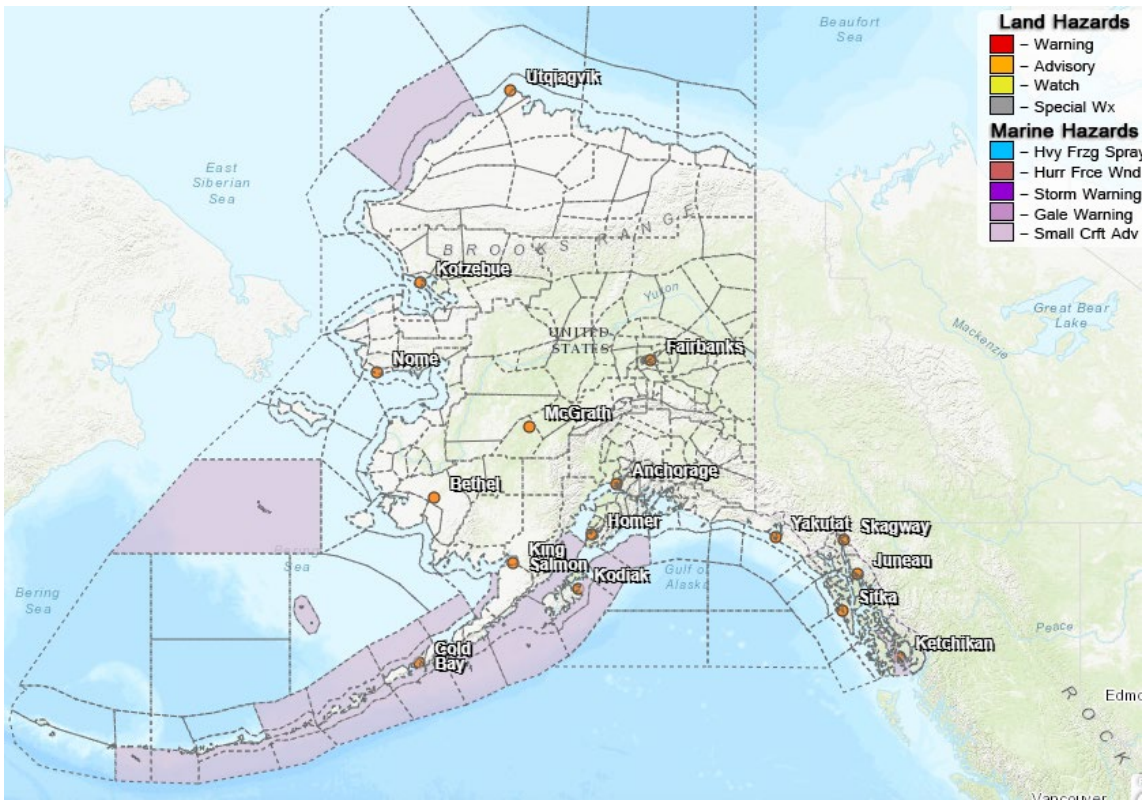 Beaufort
Sea
Land Hazards
– Warning
– Advisory
– Watch
– Special Wx
Marine Hazards
– Hvy Frzg Spray
– Hurr Frce Wnd
– Storm Warning
– Gale Warning
– Small Crft Adv
Utqiagvik
East
Siberian
Sea
BROOKS RANGE
Kotzebue
Yukon
Great Bear
Lake
Mackenzie
UNITED
STATES
Fairbanks
Nome
McGrath
Anchorage
Bethel
Homer
Yakutat
Skagway
King
Salmon
Juneau
Kodiak
Gulf of
Alaska
Sea
Bering
Sea
Sitka
Peace
Ketchikan
Cold
Bay
Edmo
ROCK
Vancouver